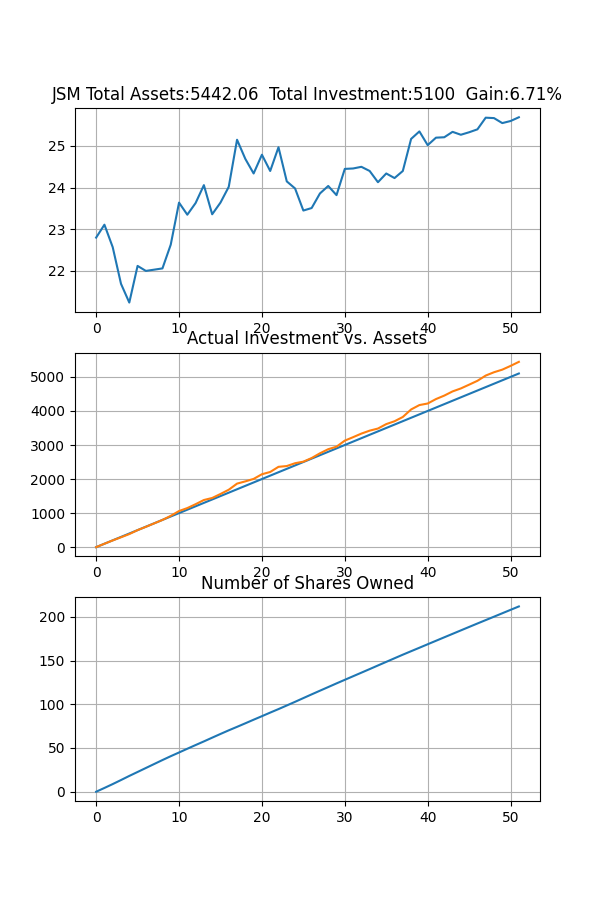 JSM Total Assets:5442.06  Total Investment:5100  Gain:6.71%
25
24
23
22
0 10 20 30 40 50
Actual Investment vs. Assets
5000
4000
3000
2000
1000
0
0 10 20 30 40 50
Number of Shares Owned
200
150
100
50
0
0 10 20 30 40 50